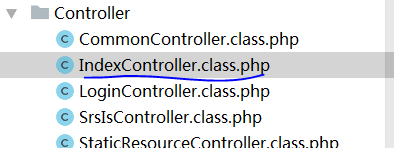 Controller
CommonController.class.php
IndexController.class.php
LoginController.class.php
SrsIsController.class.php
StaticResourceController.class.php